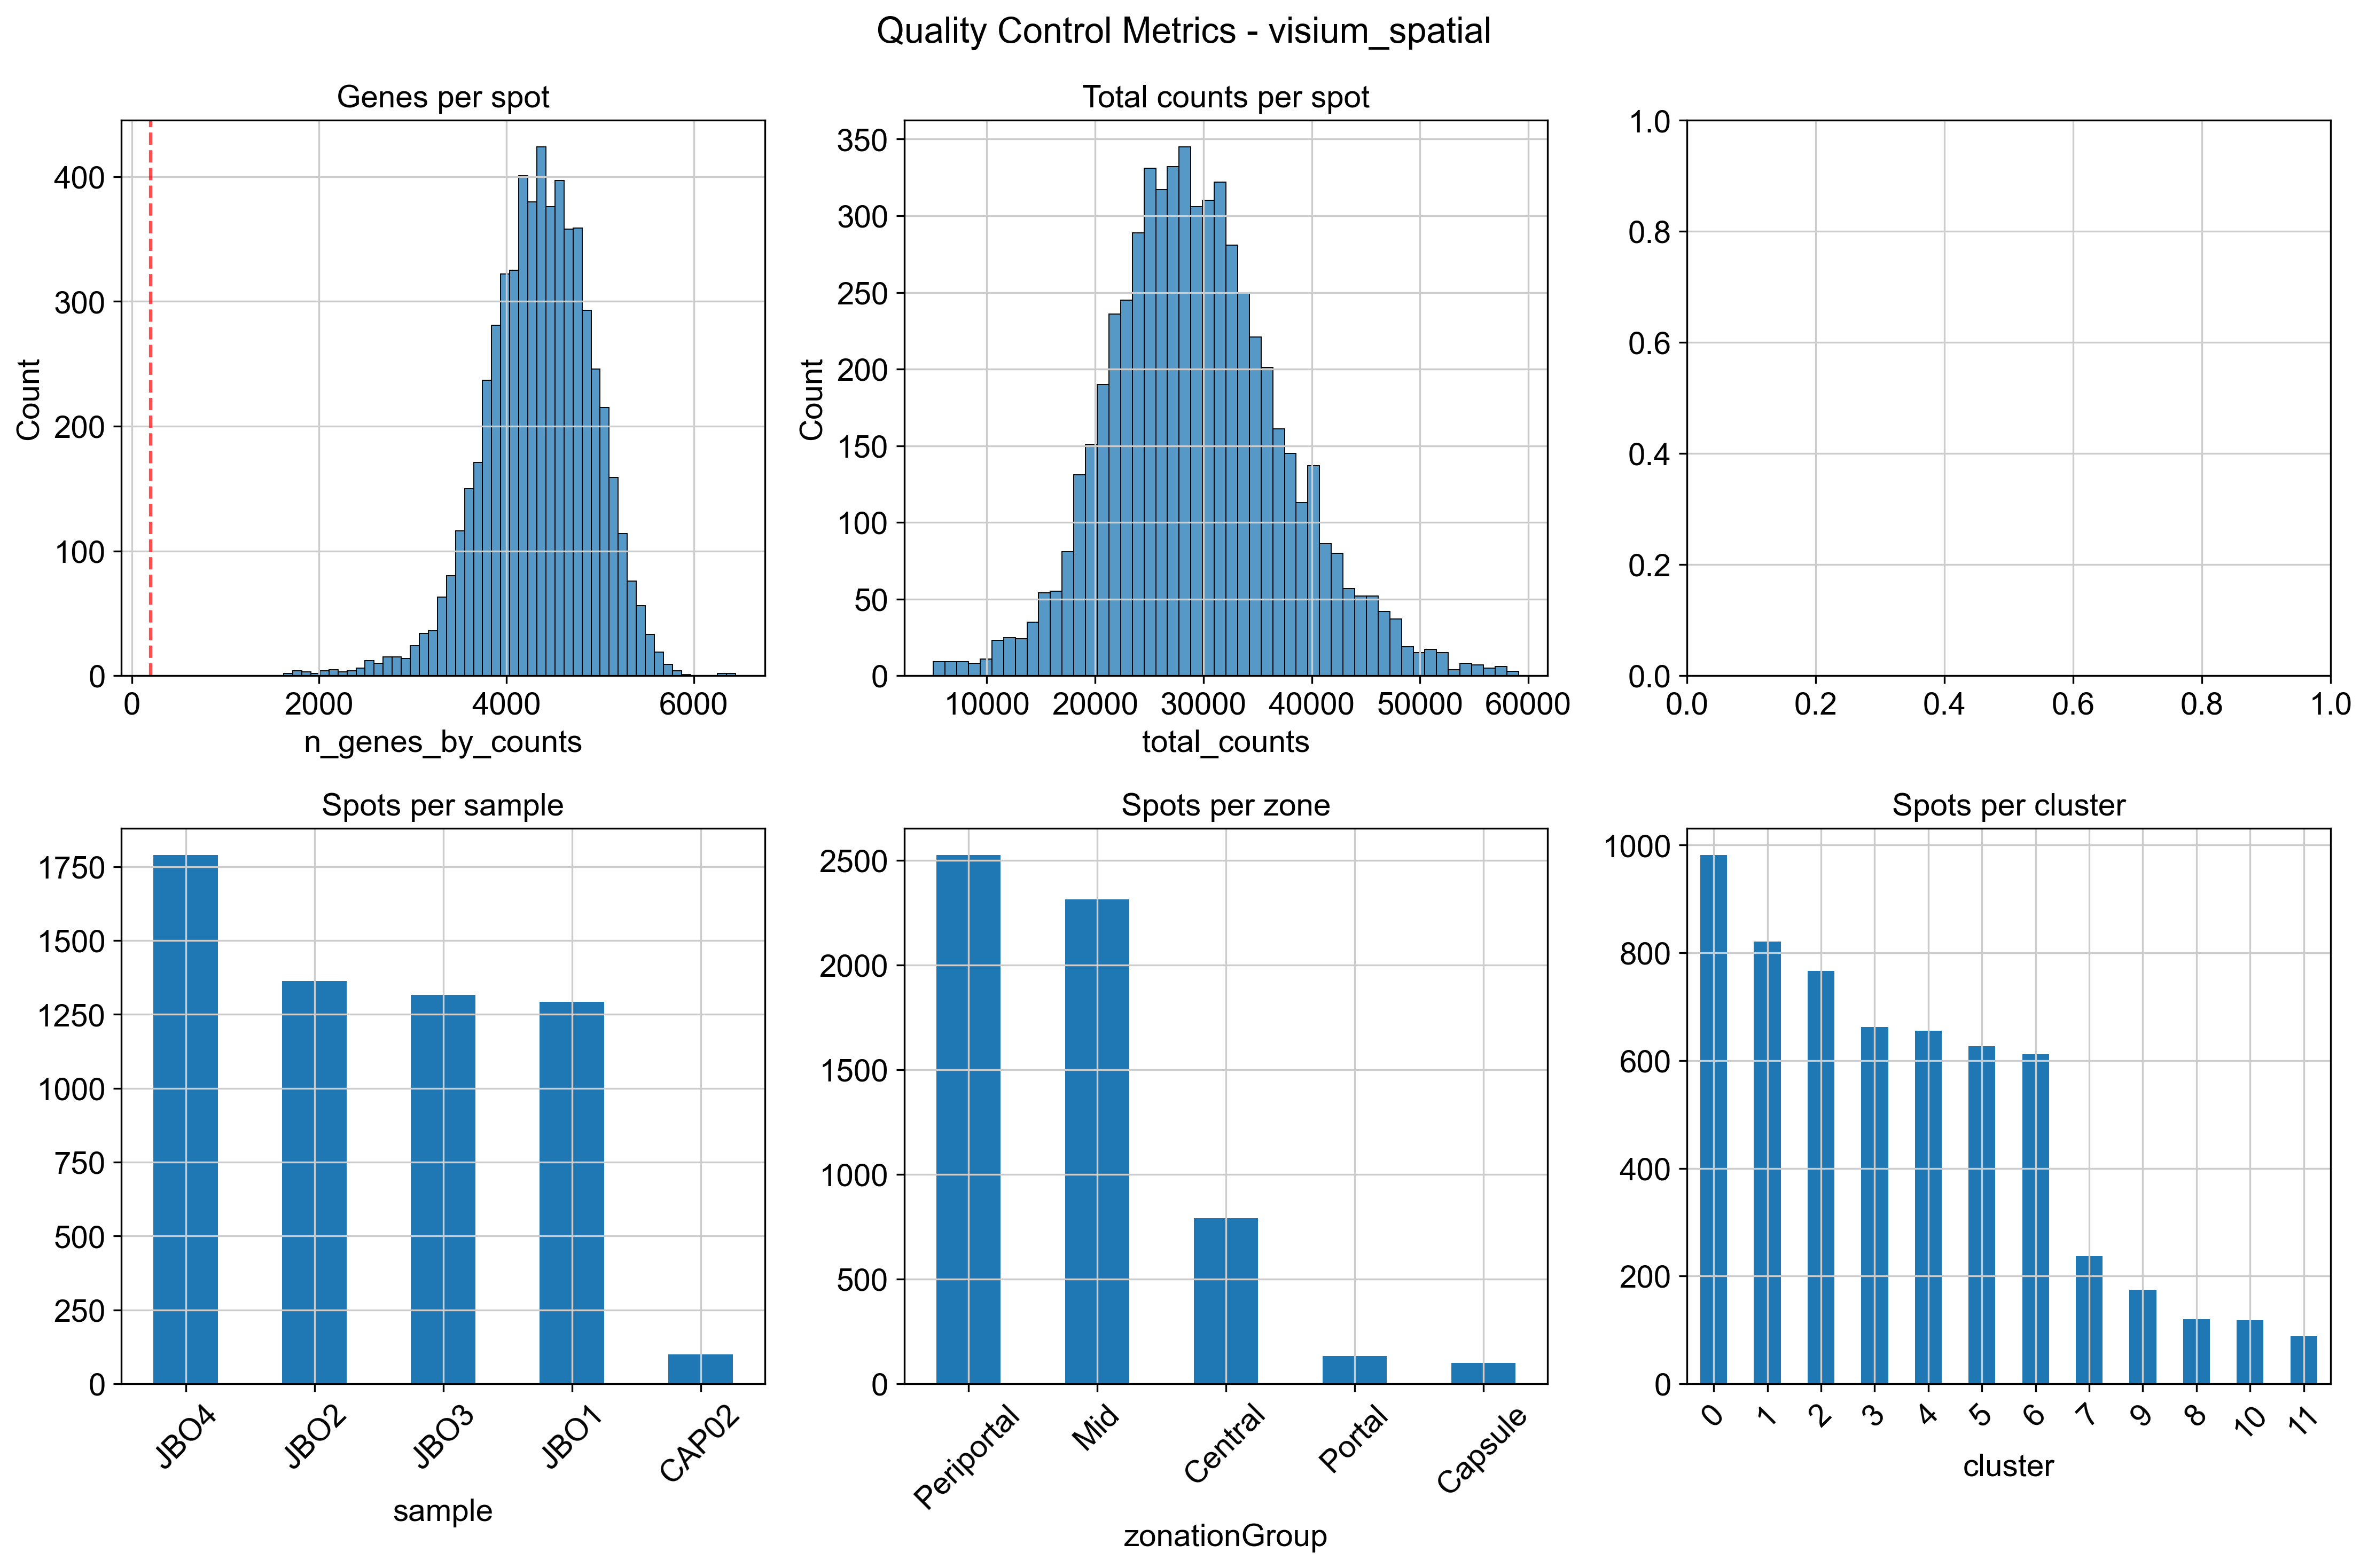 Quality Control Metrics - visium_spatial
Genes per spot
Count
400
300
200
100
0
0 2000 4000 6000
n_genes_by_counts
Total counts per spot
Count
350
300
250
200
150
100
50
0
10000 20000 30000 40000 50000 60000
total_counts
1.0
0.8
0.6
0.4
0.2
0.0
0.0 0.2 0.4 0.6 0.8 1.0
Spots per sample
1750
1500
1250
1000
750
500
250
0
JBO4 JBO2 JBO3 JBO1 CAP02
sample
Spots per zone
2500
2000
1500
1000
500
0
Periportal Mid Central Portal Capsule
zonationGroup
Spots per cluster
1000
800
600
400
200
0
0 1 2 3 4 5 6 7 9 8 10 11
cluster